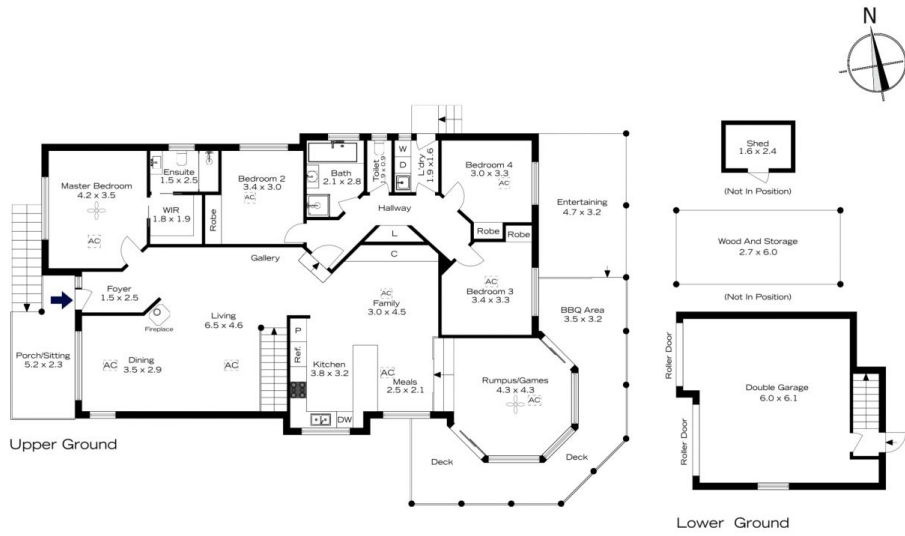 N
Ensuite
1.5 x 2.5
Master Bedroom
4.2 x 3.5
AC
WIR
1.8 x 1.9
Bedroom 2
3.4 x 3.0
AC
Robe
Bath
2.1 x 2.8
Toilet
1.9 x 0.9
W
D
L'dry
1.9 x 1.6
Bedroom 4
3.0 x 3.3
AC
Robe
Robe
Hallway
L
C
Gallery
Entertaining
4.7 x 3.2
Foyer
1.5 x 2.5
Fireplace
Living
6.5 x 4.6
AC
Family
3.0 x 4.5
AC
Bedroom 3
3.4 x 3.3
BBQ Area
3.5 x 3.2
Porch/Sitting
5.2 x 2.3
AC
Dining
3.5 x 2.9
AC
P
Ref.
Kitchen
3.8 x 3.2
DW
AC
Meals
2.5 x 2.1
Rumpus/Games
4.3 x 4.3
AC
Deck
Deck
Upper Ground
Shed
1.6 x 2.4
(Not In Position)
Wood And Storage
2.7 x 6.0
(Not In Position)
Roller Door
Roller Door
Double Garage
6.0 x 6.1
Lower Ground